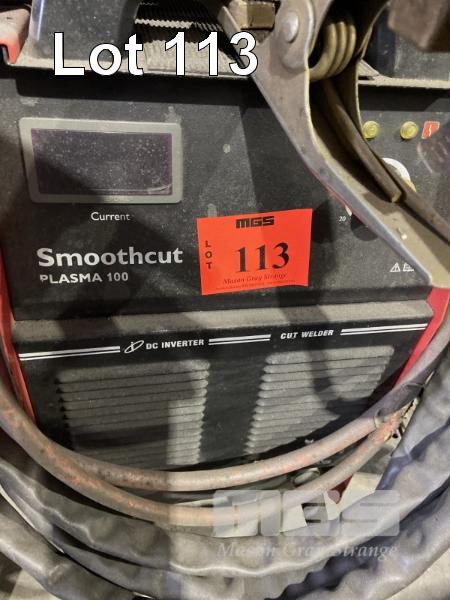 Lot 113
Current
MGS
LOT
113
Mason Gray Strange
20
Smoothcut
PLASMA 100
DC INVERTER
CUT WELDER
MGS
Mason Gray Strange